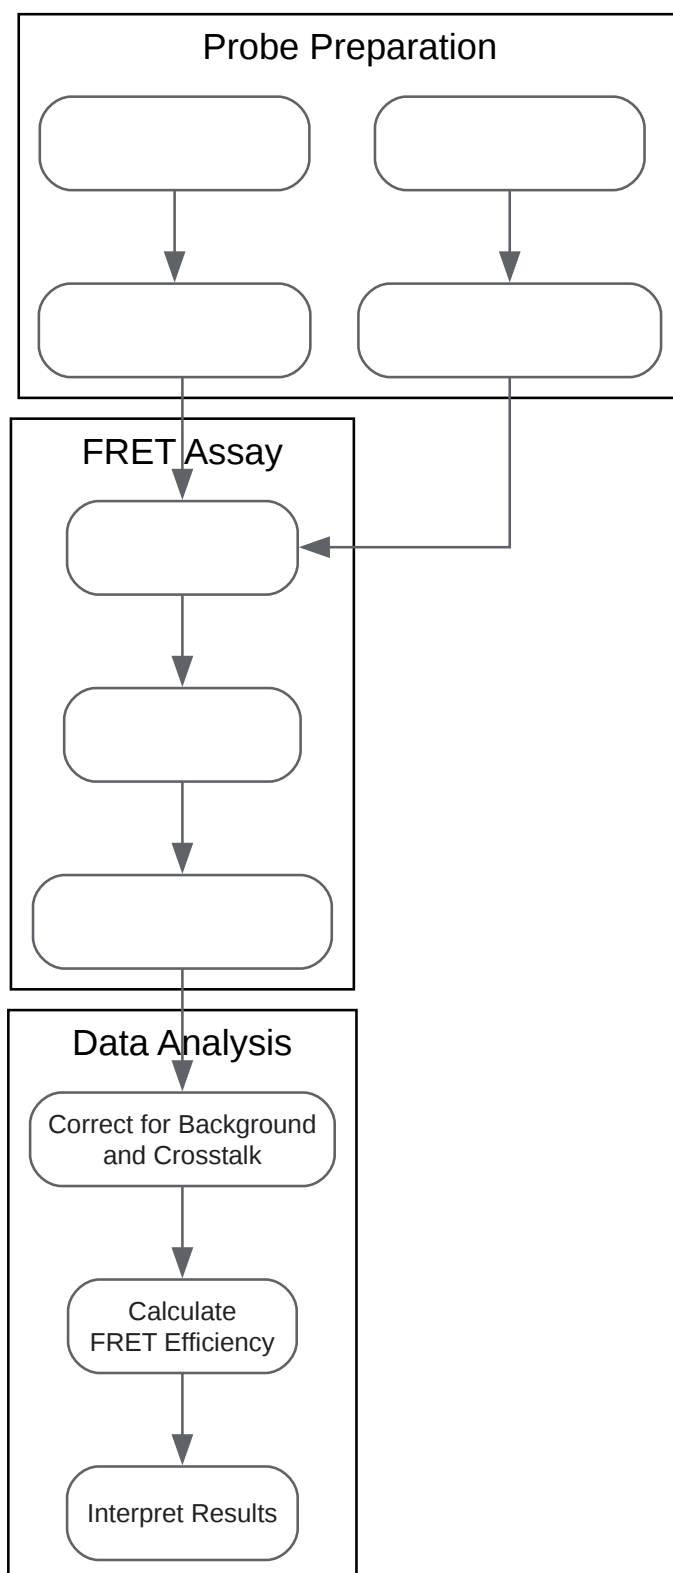 Probe Preparation
FRET Assay
Data Analysis
Correct for Background
and Crosstalk
Calculate
FRET Efficiency
Interpret Results